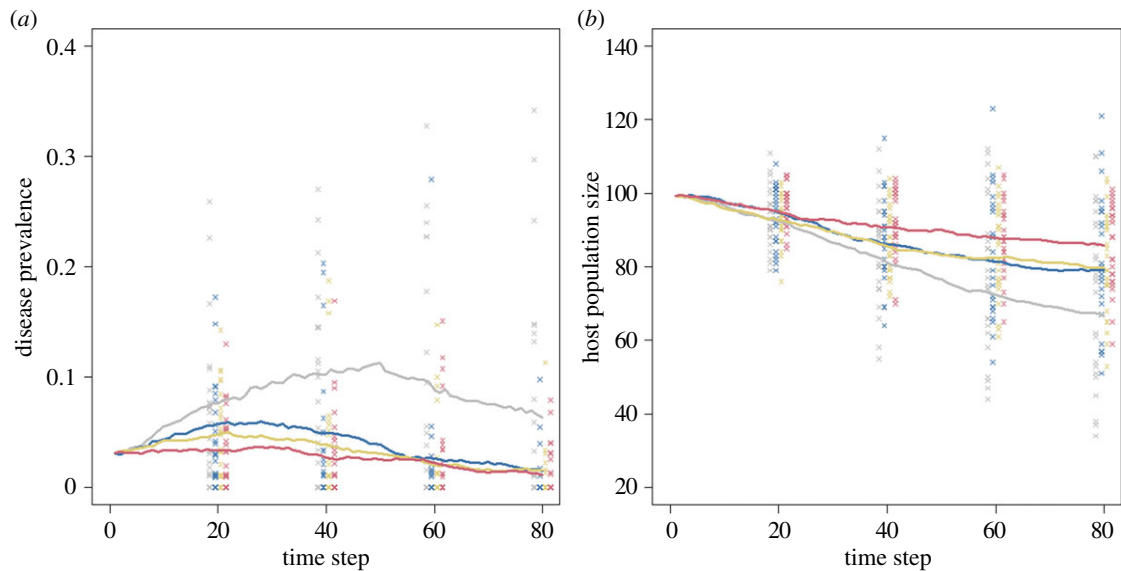 (a)
0.4
0.3
0.2
0.1
0
disease prevalence
0 20 40 60 80
time step
(b)
140
120
100
80
60
40
20
host population size
0 20 40 60 80
time step